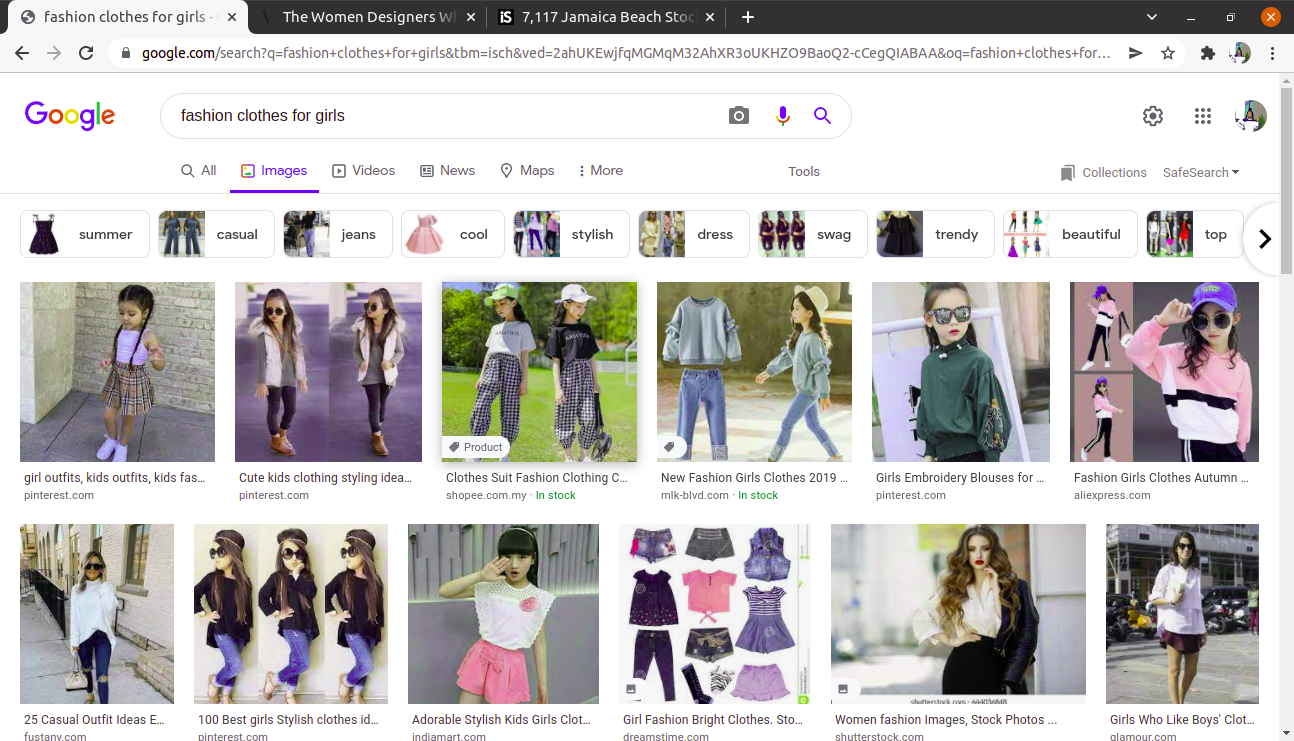 fashion clothes for girls - G
The Women Designers Wh
iS 7,117 Jamaica Beach Stoc
google.com/search?q=fashion+clothes+for+girls&tbm=isch&ved=2ahUKEwjfqMGMqM32AhXR3oUKHZO9BaoQ2-cCegQIABAA&oq=fashion+clothes+for...
Google
fashion clothes for girls
All
Images
Videos
News
Maps
More
Tools
Collections
SafeSearch
summer
casual
jeans
cool
stylish
dress
swag
trendy
beautiful
top
Product
girl outfits, kids outfits, kids fas...
pinterest.com
Cute kids clothing styling idea...
pinterest.com
Clothes Suit Fashion Clothing C...
shopee.com.my · In stock
New Fashion Girls Clothes 2019 ...
mlk-blvd.com · In stock
Girls Embroidery Blouses for ...
pinterest.com
Fashion Girls Clothes Autumn ...
aliexpress.com
shutterstock.com · 644036848
25 Casual Outfit Ideas E...
fustany.com
100 Best girls Stylish clothes id...
pinterest.com
Adorable Stylish Kids Girls Clot...
indiamart.com
Girl Fashion Bright Clothes. Sto...
dreamstime.com
Women fashion Images, Stock Photos ...
shutterstock.com
Girls Who Like Boys' Clot...
glamour.com